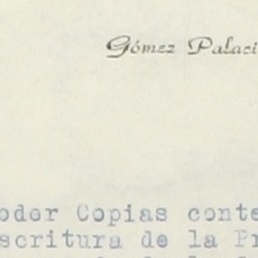 Gómez Palaci
oder Copias conte
scritura de la Pr